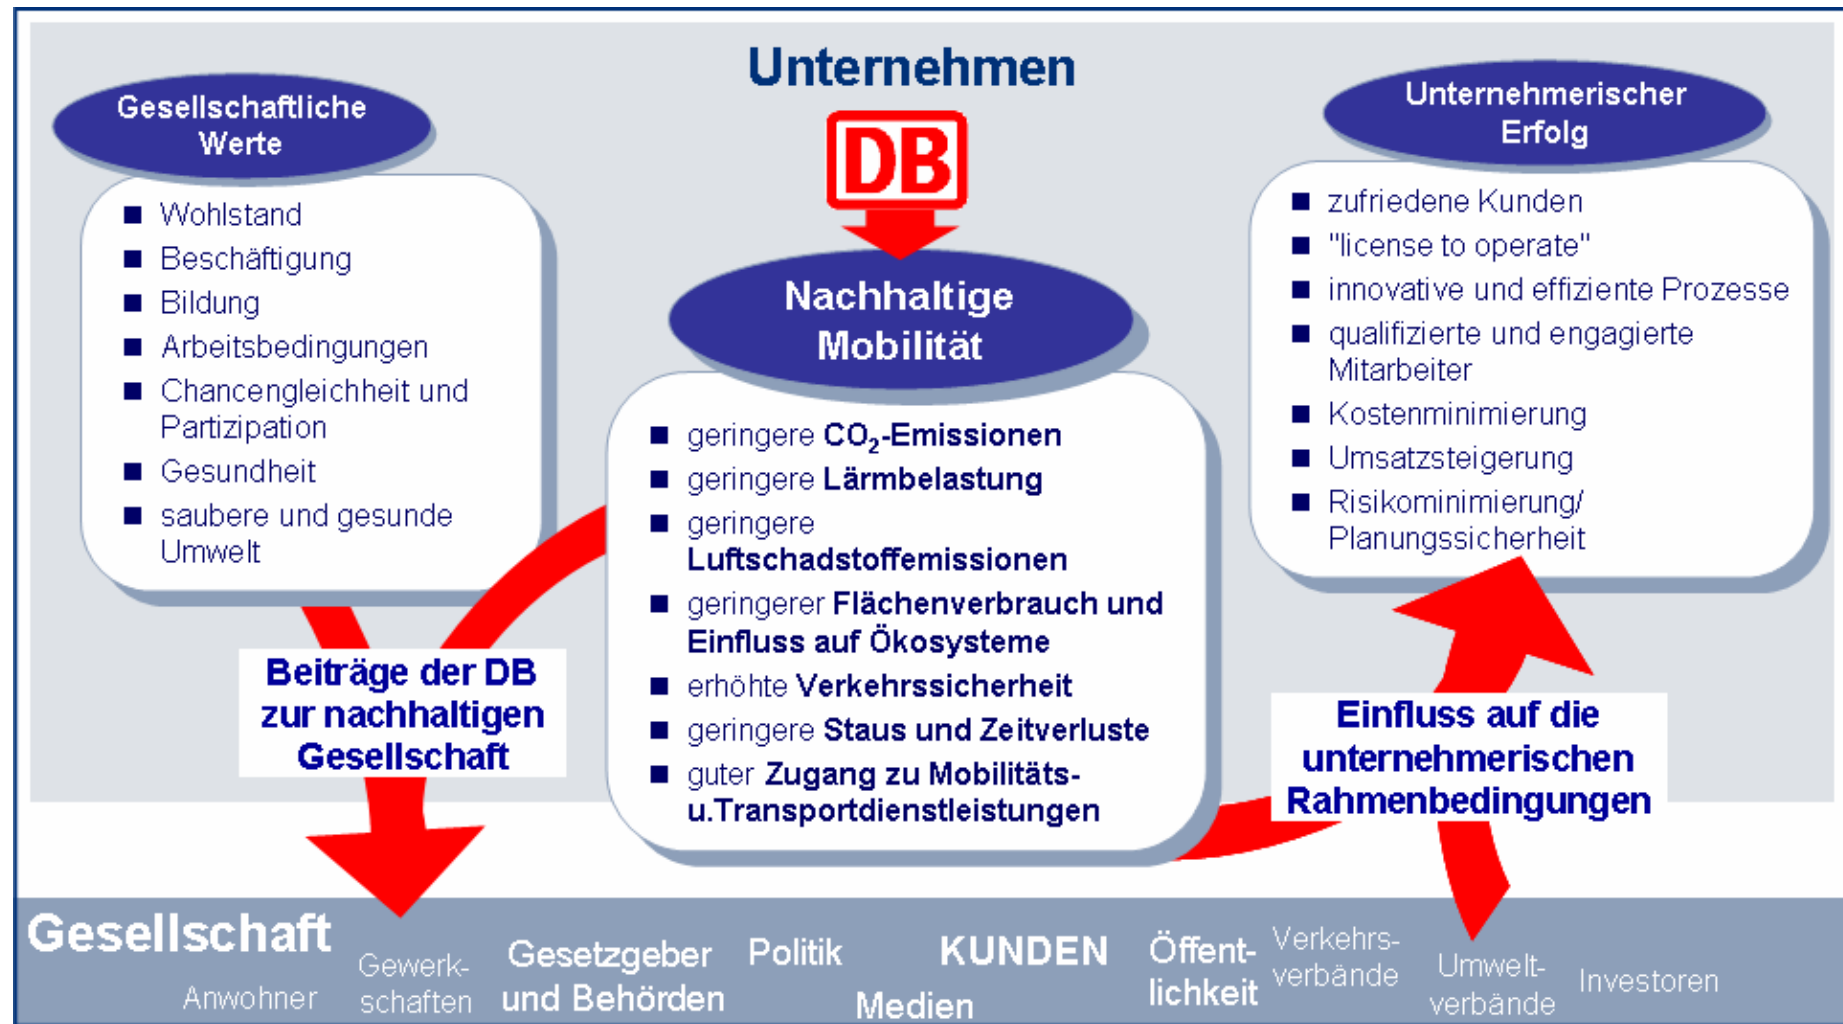 Unternehmen
DB
Gesellschaftliche
Werte
■ Wohlstand
■ Beschäftigung
■ Bildung
■ Arbeitsbedingungen
■ Chancengleichheit und
Partizipation
■ Gesundheit
■ saubere und gesunde
Umwelt
Nachhaltige
Mobilität
■ geringere CO₂-Emissionen
■ geringere Lärmbelastung
■ geringere
Luftschadstoffemissionen
■ geringerer Flächenverbrauch und
Einfluss auf Ökosysteme
■ erhöhte Verkehrssicherheit
■ geringere Staus und Zeitverluste
■ guter Zugang zu Mobilitäts-
u.Transportdienstleistungen
Unternehmerischer
Erfolg
■ zufriedene Kunden
■ "license to operate"
■ innovative und effiziente Prozesse
■ qualifizierte und engagierte
Mitarbeiter
■ Kostenminimierung
■ Umsatzsteigerung
■ Risikominimierung/
Planungssicherheit
Beiträge der DB
zur nachhaltigen
Gesellschaft
Einfluss auf die
unternehmerischen
Rahmenbedingungen
Gesellschaft
Anwohner
Gewerk-
schaften
Gesetzgeber
und Behörden
Politik
Medien
KUNDEN
Öffent-
lichkeit
Verkehrs-
verbände
Umwelt-
verbände
Investoren